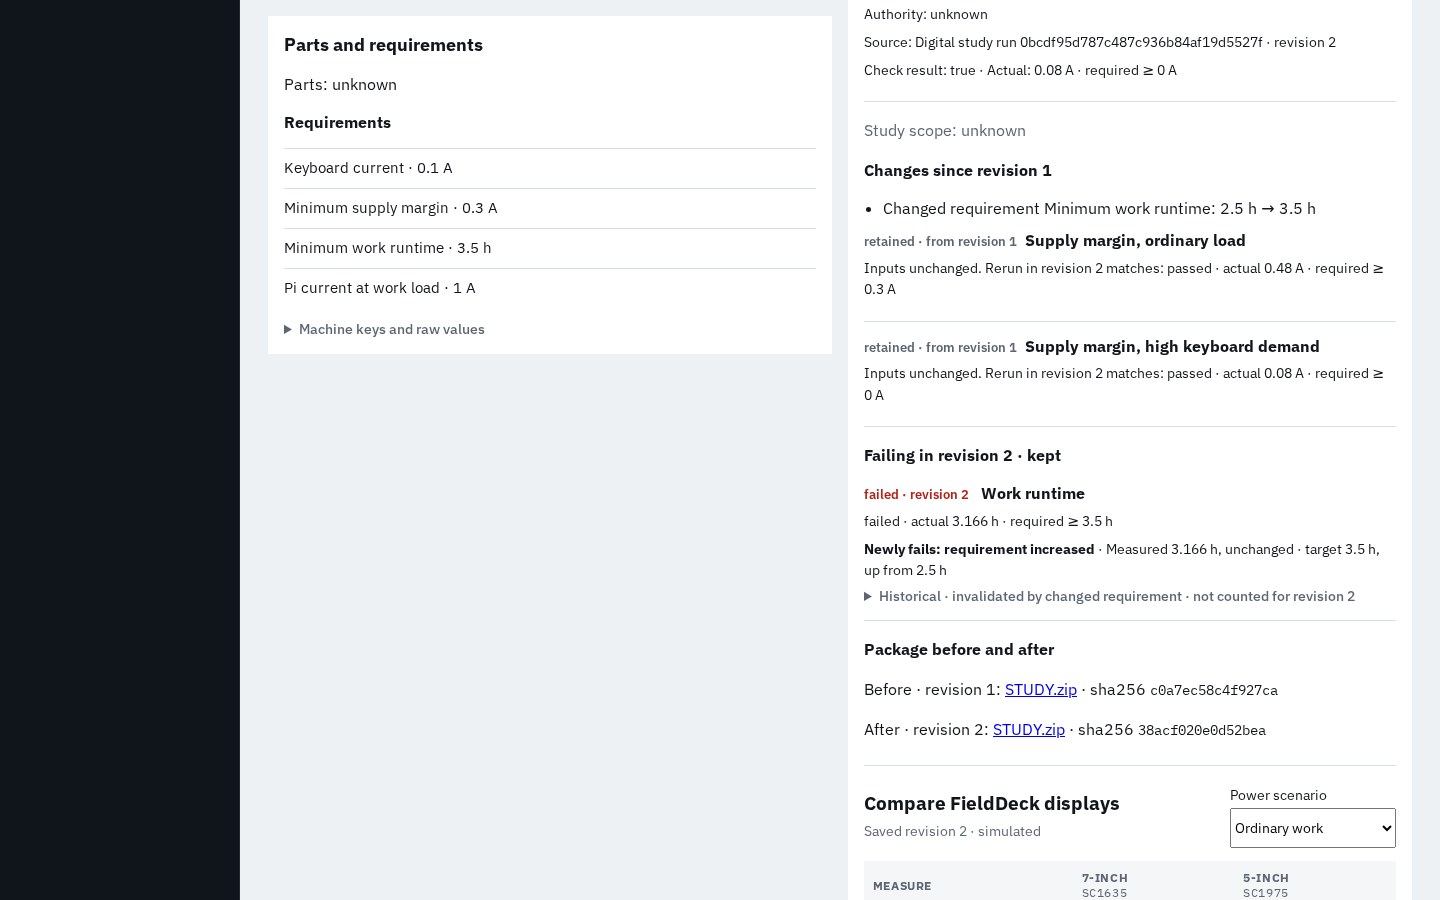 Parts and requirements
Parts: unknown
Requirements
Keyboard current · 0.1 A
Minimum supply margin · 0.3 A
Minimum work runtime · 3.5 h
Pi current at work load · 1 A
▶ Machine keys and raw values
Authority: unknown
Source: Digital study run 0bcdf95d787c487c936b84af19d5527f · revision 2
Check result: true · Actual: 0.08 A · required ≥ 0 A
Study scope: unknown
Changes since revision 1
• Changed requirement Minimum work runtime: 2.5 h → 3.5 h
retained · from revision 1 Supply margin, ordinary load
Inputs unchanged. Rerun in revision 2 matches: passed · actual 0.48 A · required ≥
0.3 A
retained · from revision 1 Supply margin, high keyboard demand
Inputs unchanged. Rerun in revision 2 matches: passed · actual 0.08 A · required ≥
0 A
Failing in revision 2 · kept
failed · revision 2 Work runtime
failed · actual 3.166 h · required ≥ 3.5 h
Newly fails: requirement increased · Measured 3.166 h, unchanged · target 3.5 h,
up from 2.5 h
▶ Historical · invalidated by changed requirement · not counted for revision 2
Package before and after
Before · revision 1: STUDY.zip · sha256 c0a7ec58c4f927ca
After · revision 2: STUDY.zip · sha256 38acf020e0d52bea
Compare FieldDeck displays
Saved revision 2 · simulated
Power scenario
Ordinary work
MEASURE
7-INCH
SC1635
5-INCH
SC1975